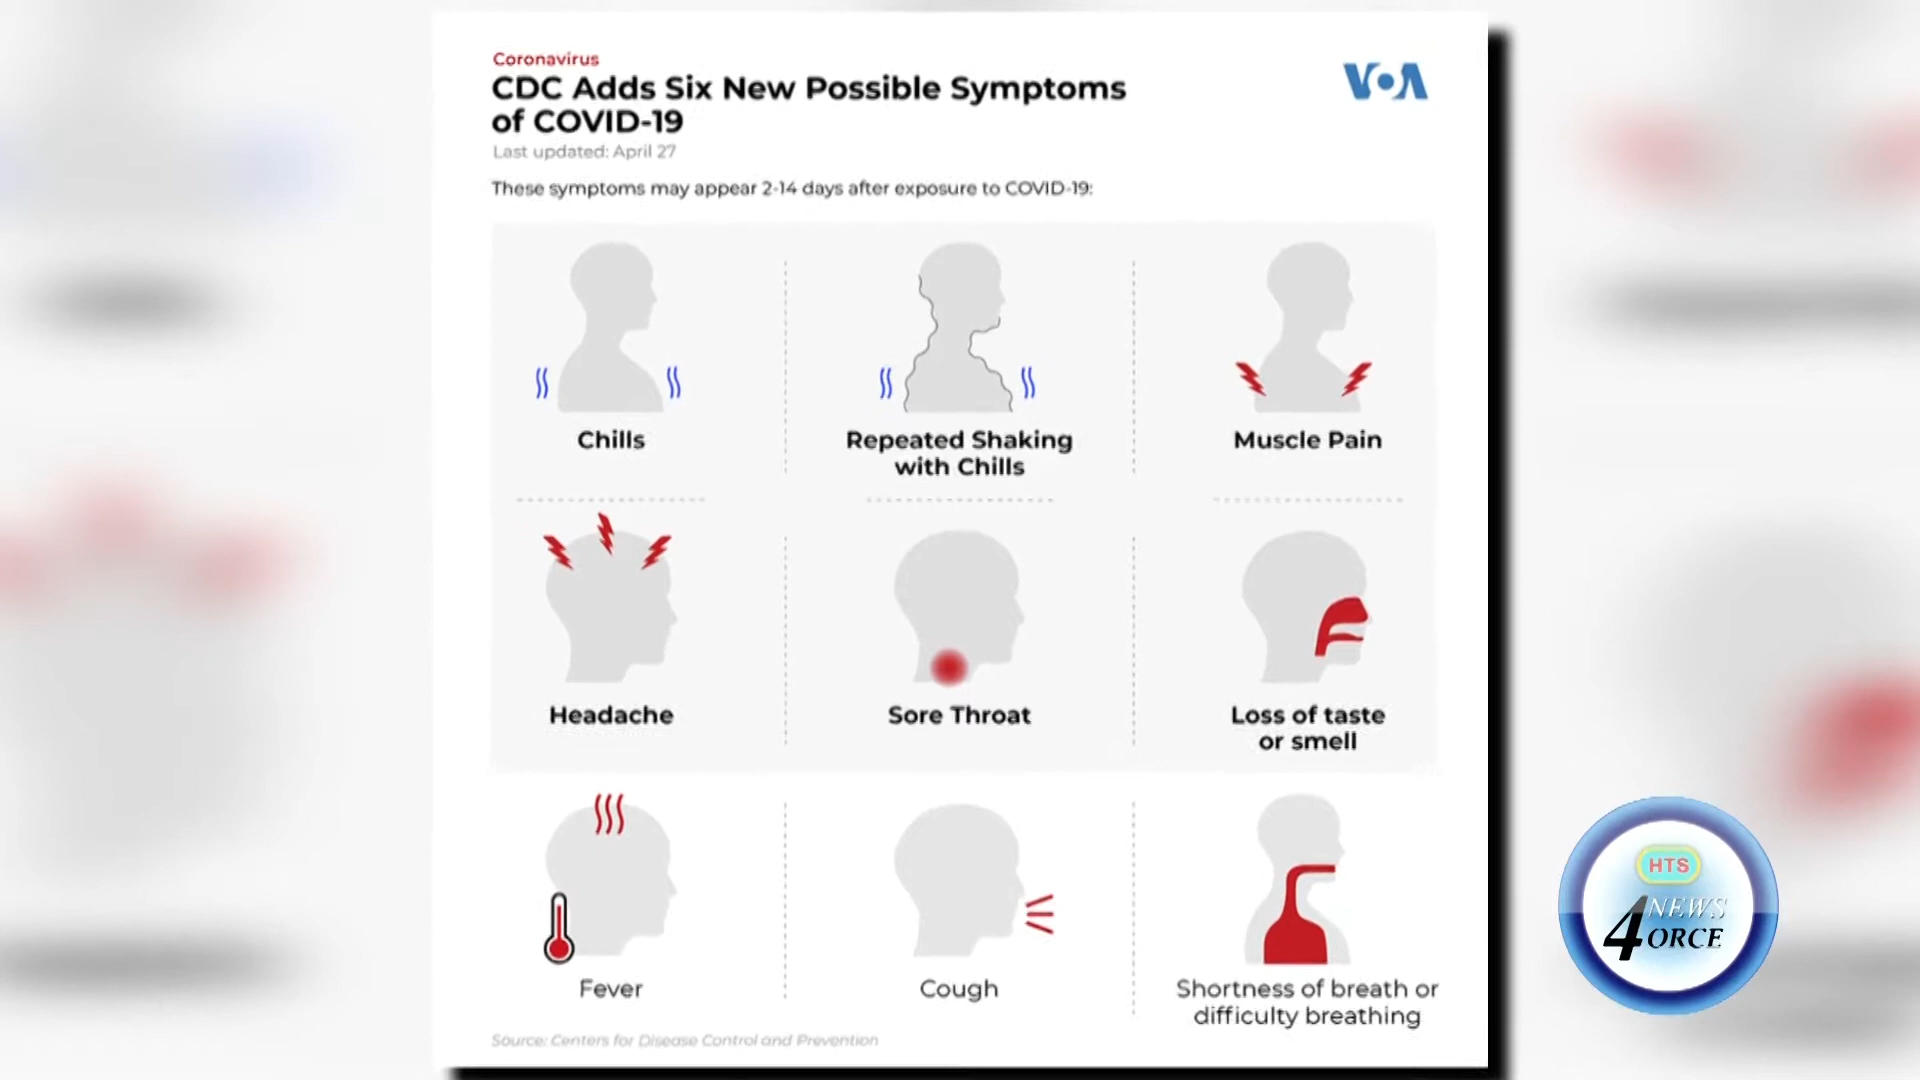 Coronavirus
CDC Adds Six New Possible Symptoms
of COVID-19
Last updated: April 27
VOA
These symptoms may appear 2-14 days after exposure to COVID-19:
Chills
Repeated Shaking
with Chills
Muscle Pain
Headache
Sore Throat
Loss of taste
or smell
Fever
Cough
Shortness of breath or
difficulty breathing
Source: Centers for Disease Control and Prevention
HTS
NEWS
4ORCE